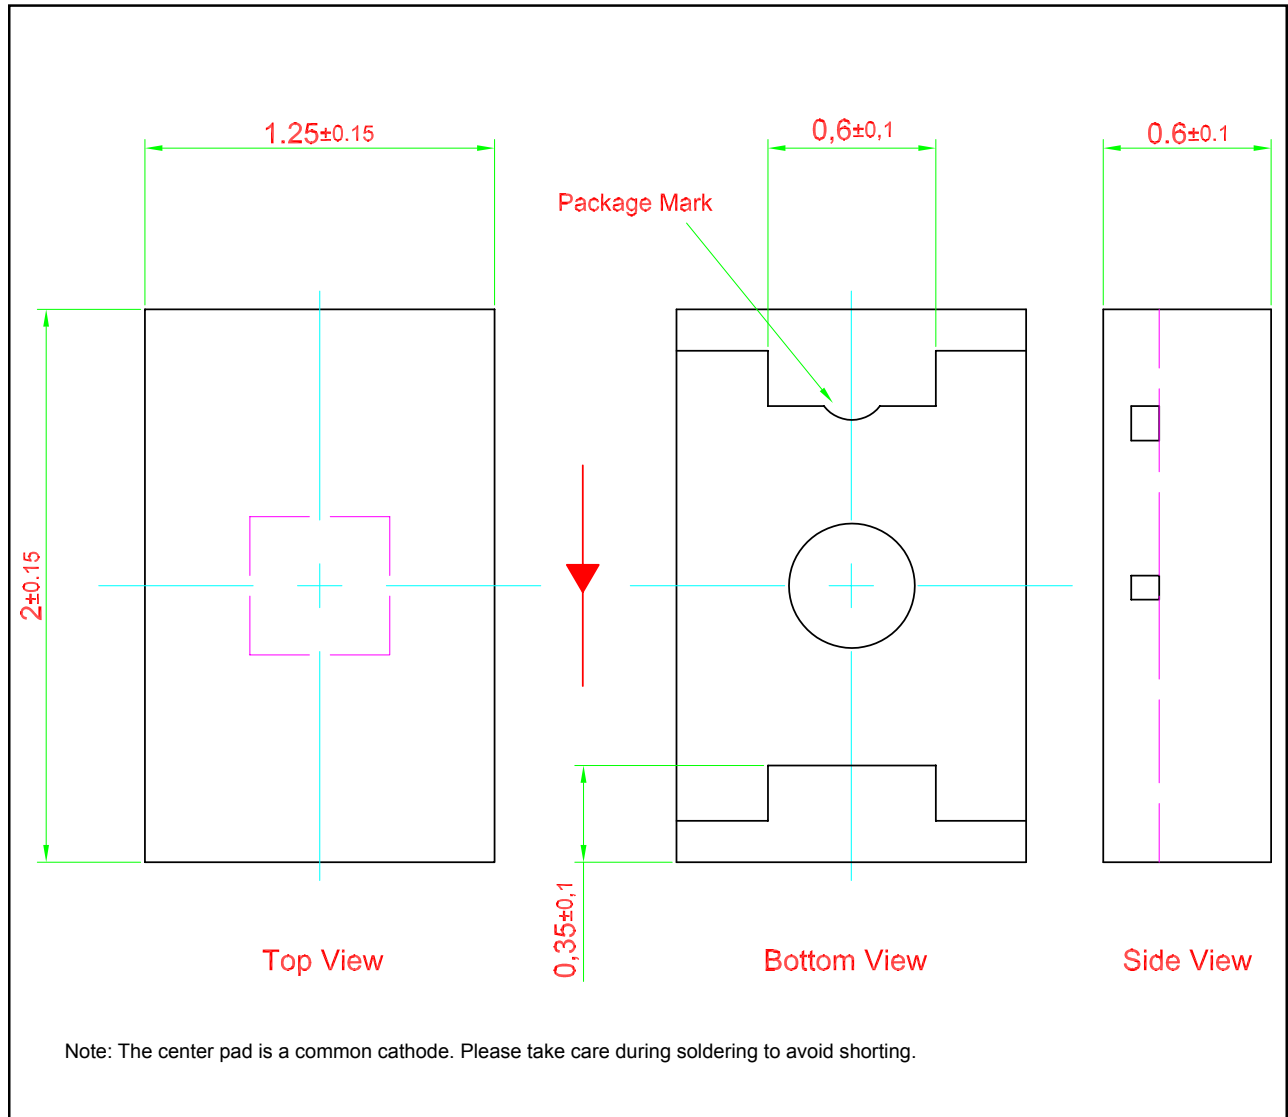 1.25±0.15
0,6±0,1
0.6±0.1
Package Mark
2±0.15
0,35±0,1
Top View
Bottom View
Side View
Note: The center pad is a common cathode. Please take care during soldering to avoid shorting.